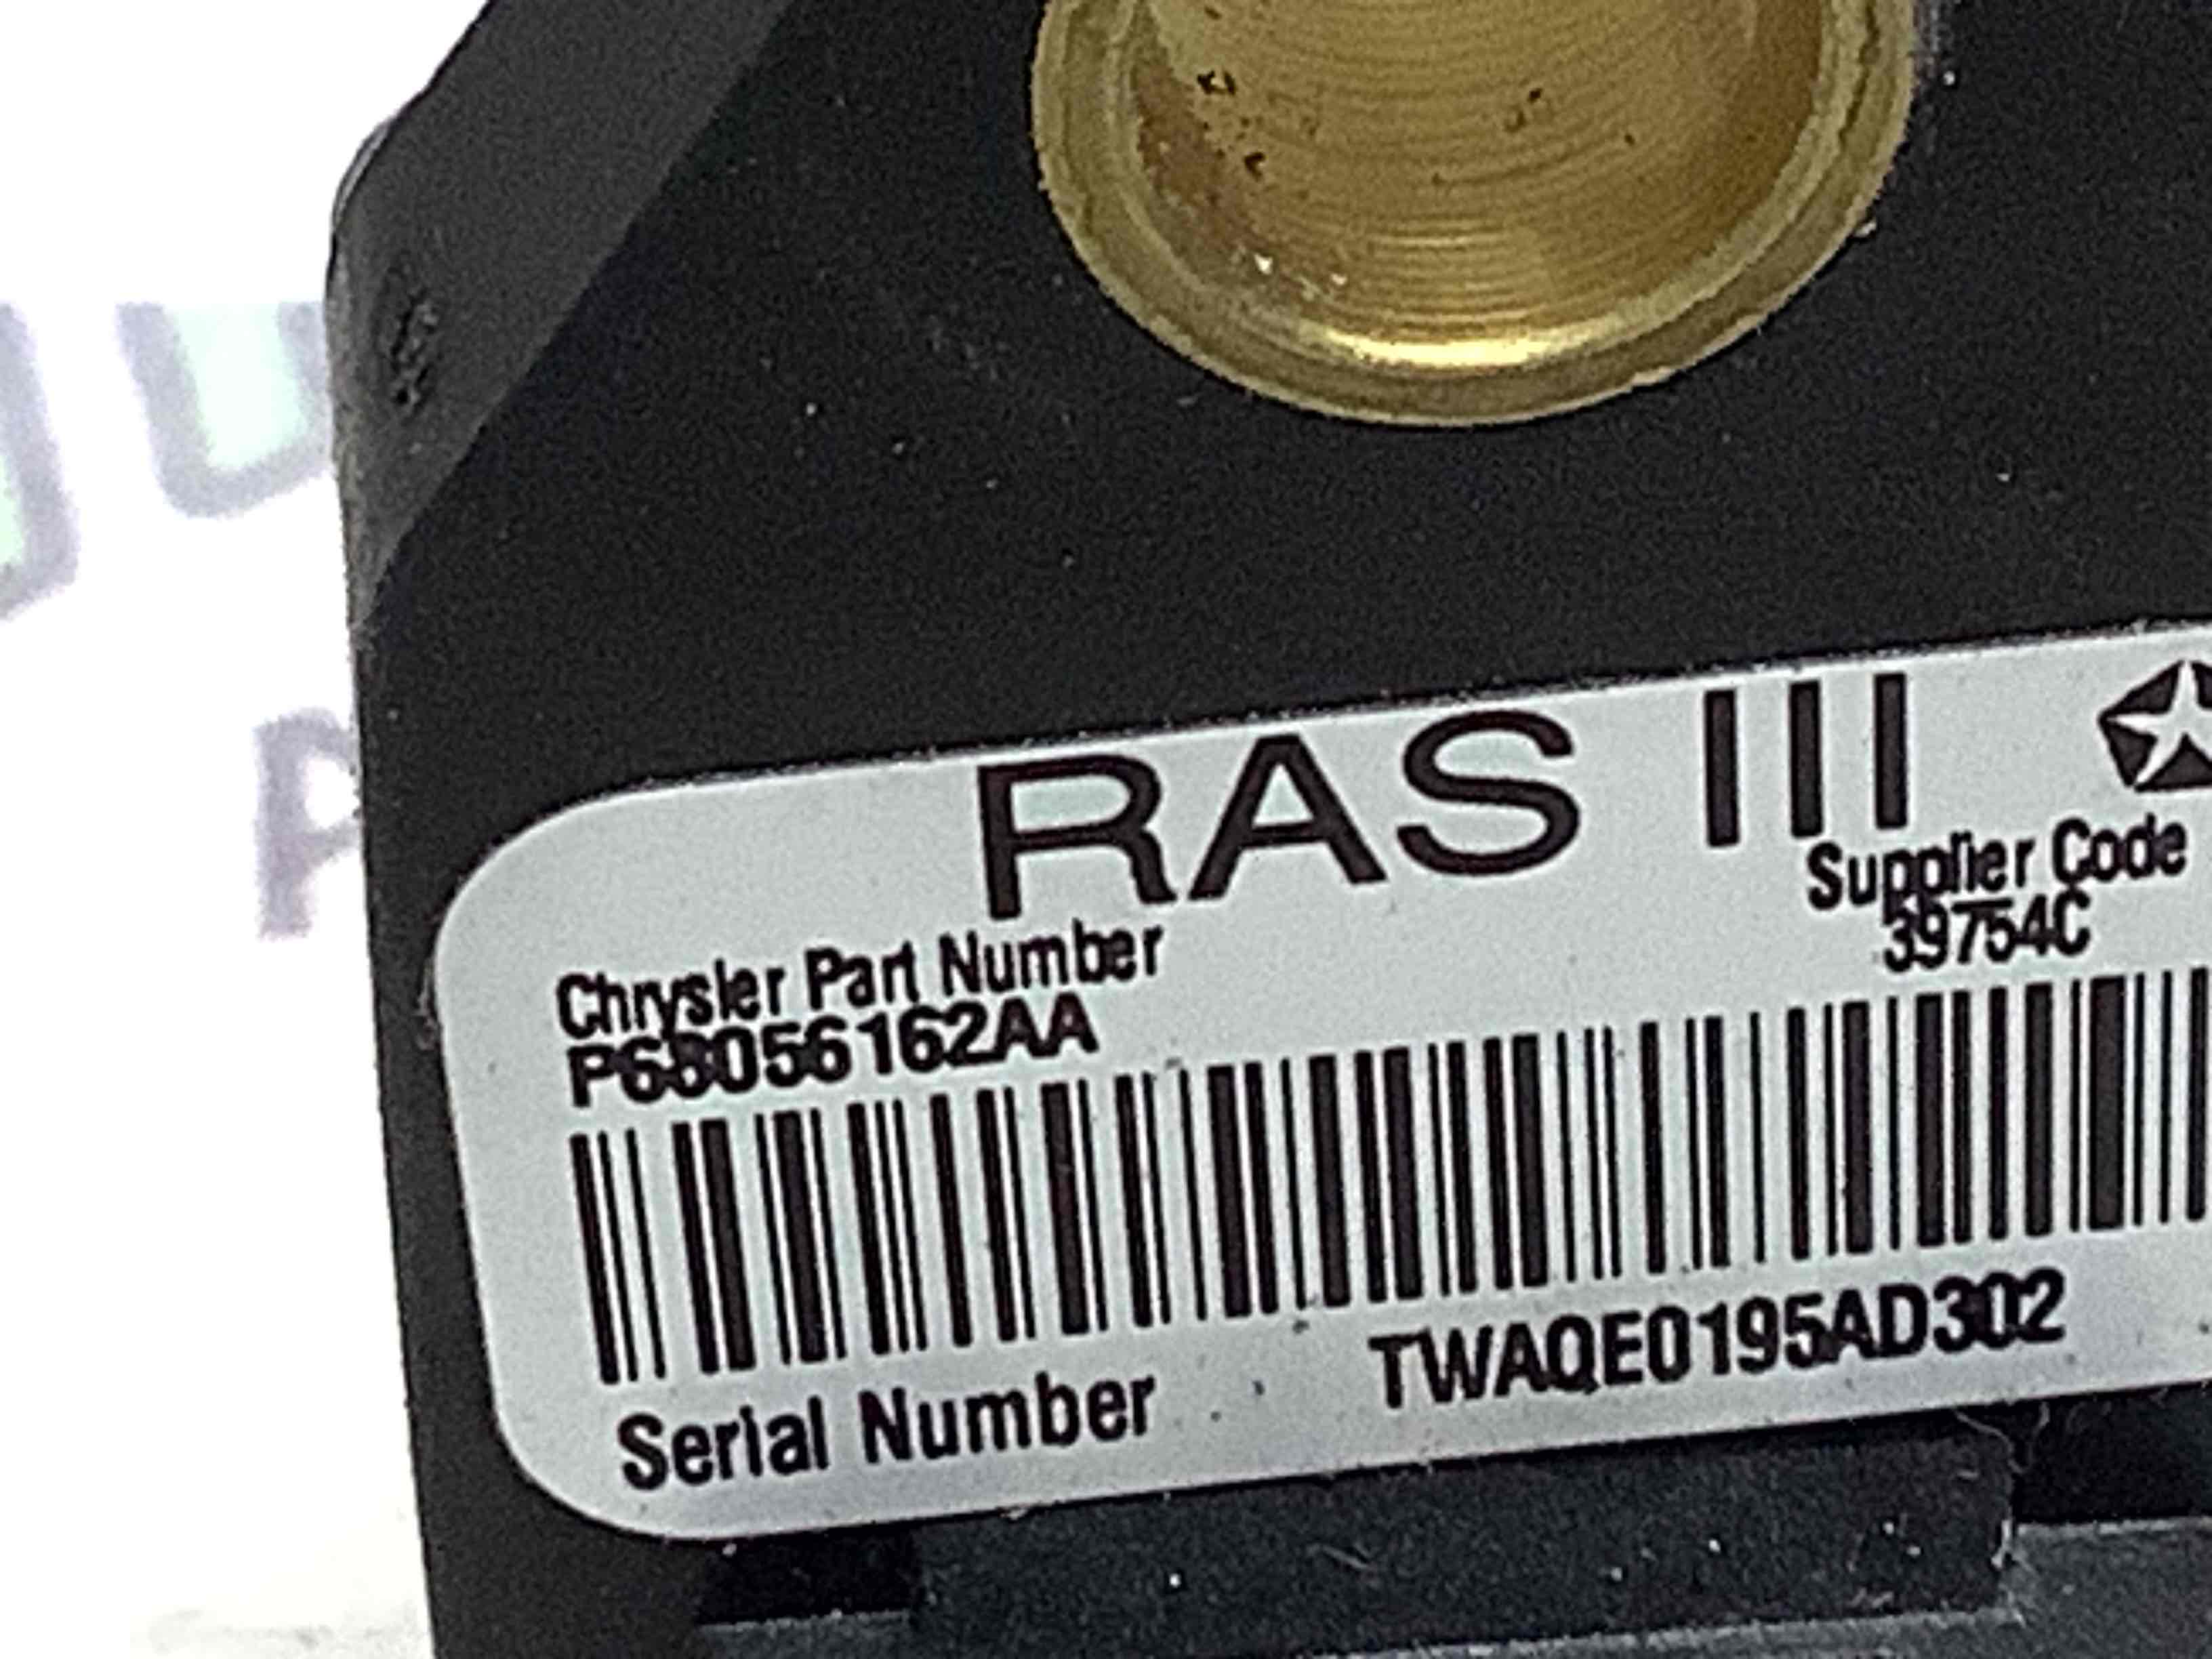 RAS III
Supplier Code
39754C
Chrysler Part Number
P68056162AA
Serial Number TWAQE0195AD302